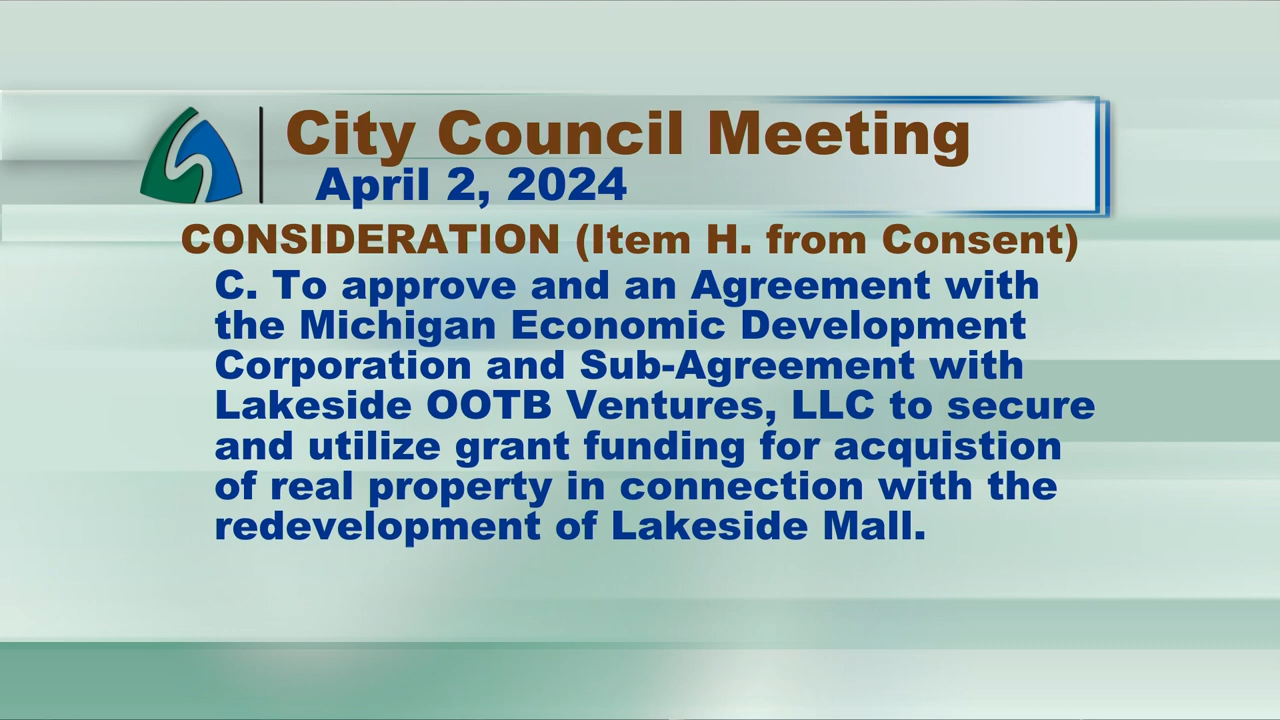 City Council Meeting
April 2, 2024
CONSIDERATION (Item H. from Consent)
C. To approve and an Agreement with
the Michigan Economic Development
Corporation and Sub-Agreement with
Lakeside OOTB Ventures, LLC to secure
and utilize grant funding for acquistion
of real property in connection with the
redevelopment of Lakeside Mall.